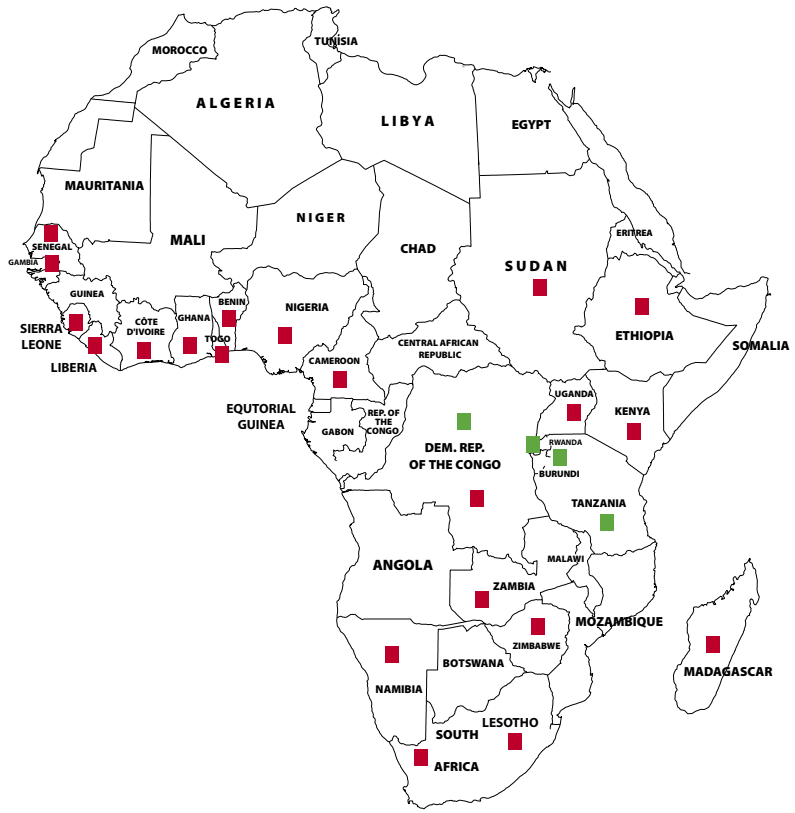 MOROCCO
TUNISIA
ALGERIA
LIBYA
EGYPT
MAURITANIA
MALI
NIGER
CHAD
SUDAN
ERITREA
SENEGAL
GAMBIA
GUINEA
SIERRA
LEONE
LIBERIA
CÔTE
D'IVOIRE
GHANA
TOGO
BENIN
NIGERIA
CAMEROON
CENTRAL AFRICAN
REPUBLIC
ETHIOPIA
SOMALIA
EQUTORIAL
GUINEA
GABON
REP. OF
THE
CONGO
DEM. REP.
OF THE CONGO
UGANDA
KENYA
RWANDA
BURUNDI
TANZANIA
ANGOLA
ZAMBIA
MALAWI
MOZAMBIQUE
ZIMBABWE
BOTSWANA
NAMIBIA
MADAGASCAR
LESOTHO
SOUTH
AFRICA